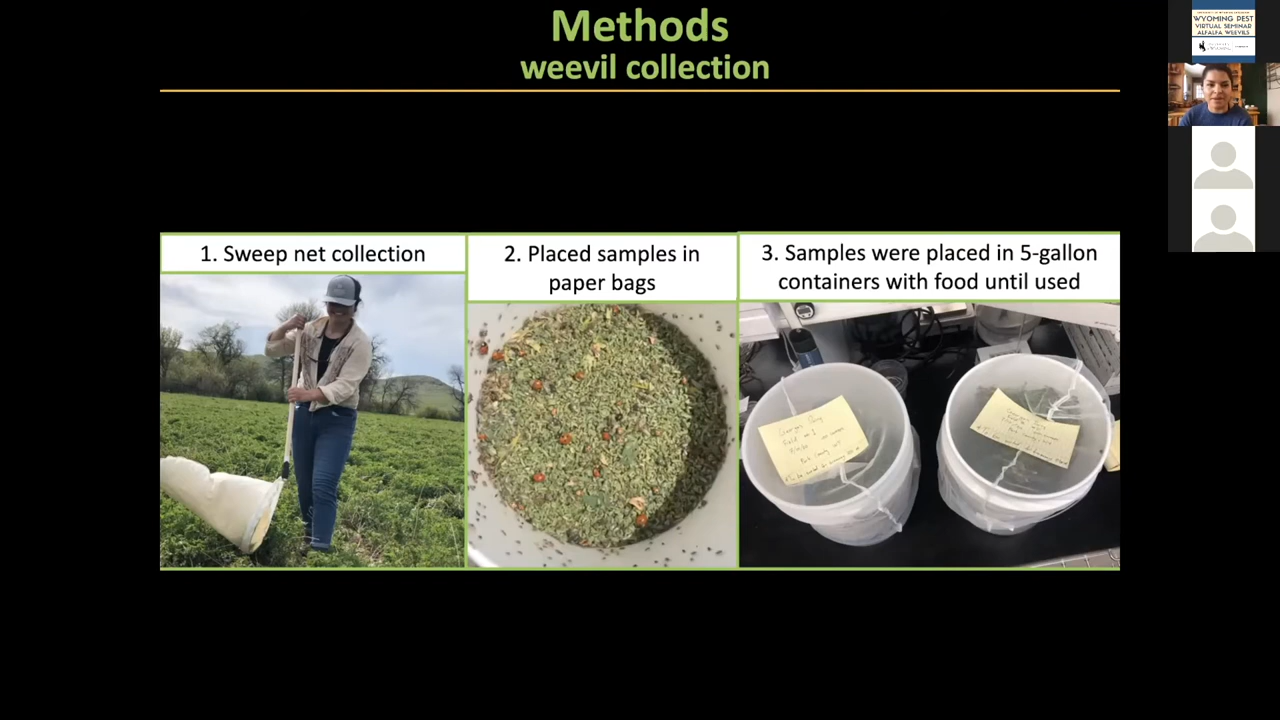 Methods
weevil collection
WYOMING PEST
VIRTUAL SEMINAR
ALFALFA WEEVILS
1. Sweep net collection
2. Placed samples in
paper bags
3. Samples were placed in 5-gallon
containers with food until used